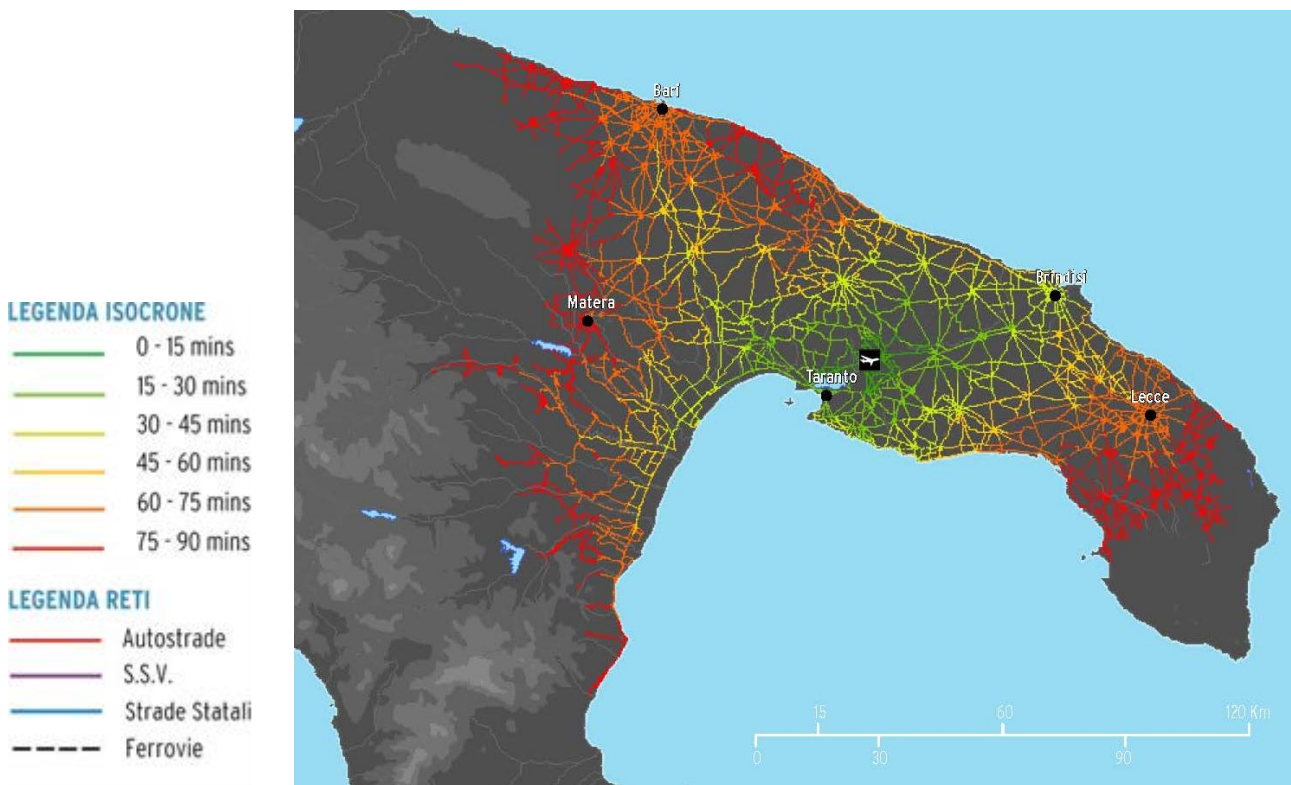 LEGENDA ISOCRONE
0 - 15 mins
15 - 30 mins
30 - 45 mins
45 - 60 mins
60 - 75 mins
75 - 90 mins
LEGENDA RETI
Autostrade
S.S.V.
Strade Statali
Ferrovie
Bari
Brindisi
Matera
Taranto
Lecce
15 60 120 Km
0 30 90